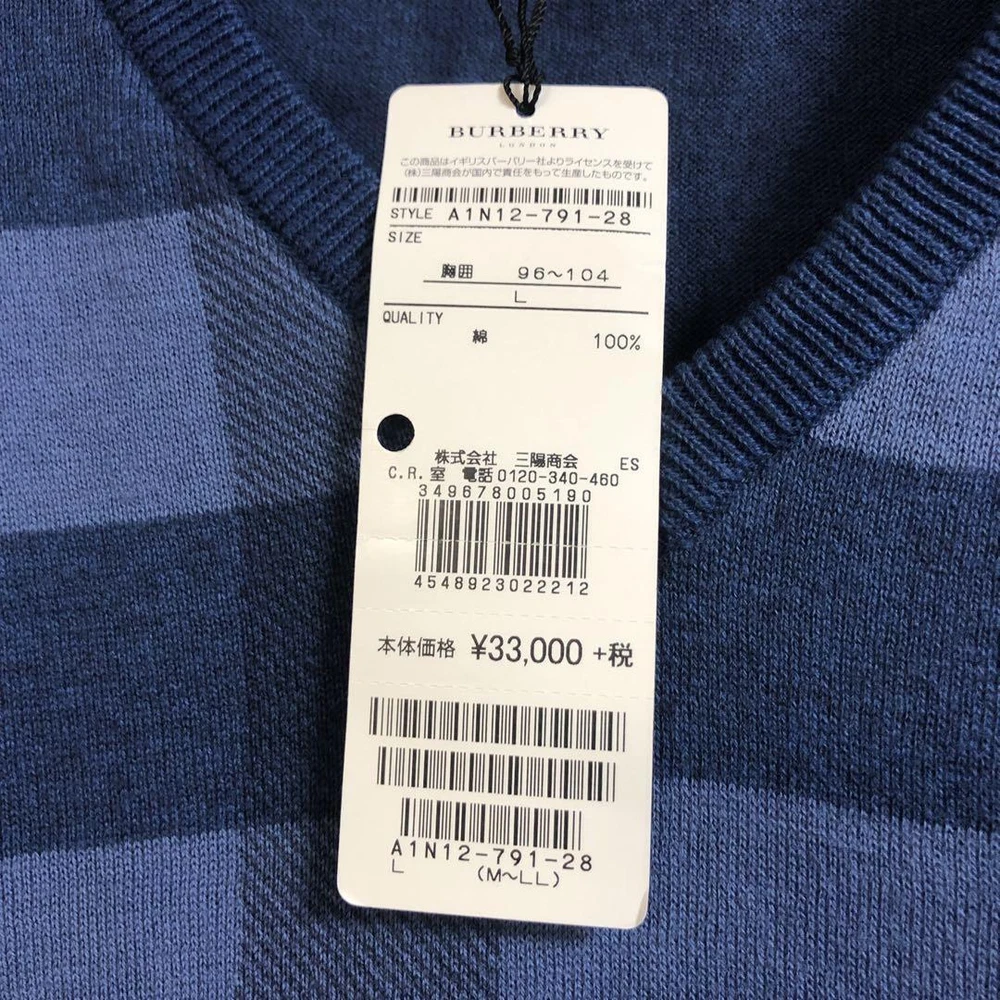 BURBERRY
LONDON
この商品はイギリスバーバリー社よりライセンスを受けて
(株)三陽商会が国内で責任をもって生産したものです。
STYLE A1N12-791-28
SIZE
胸囲 96~104
L
QUALITY
綿 100%
株式会社 三陽商会 ES
C.R.室 電話0120-340-460
349678005190
4548923022212
本体価格 ¥33,000 +税
A1N12-791-28
L (M~LL)